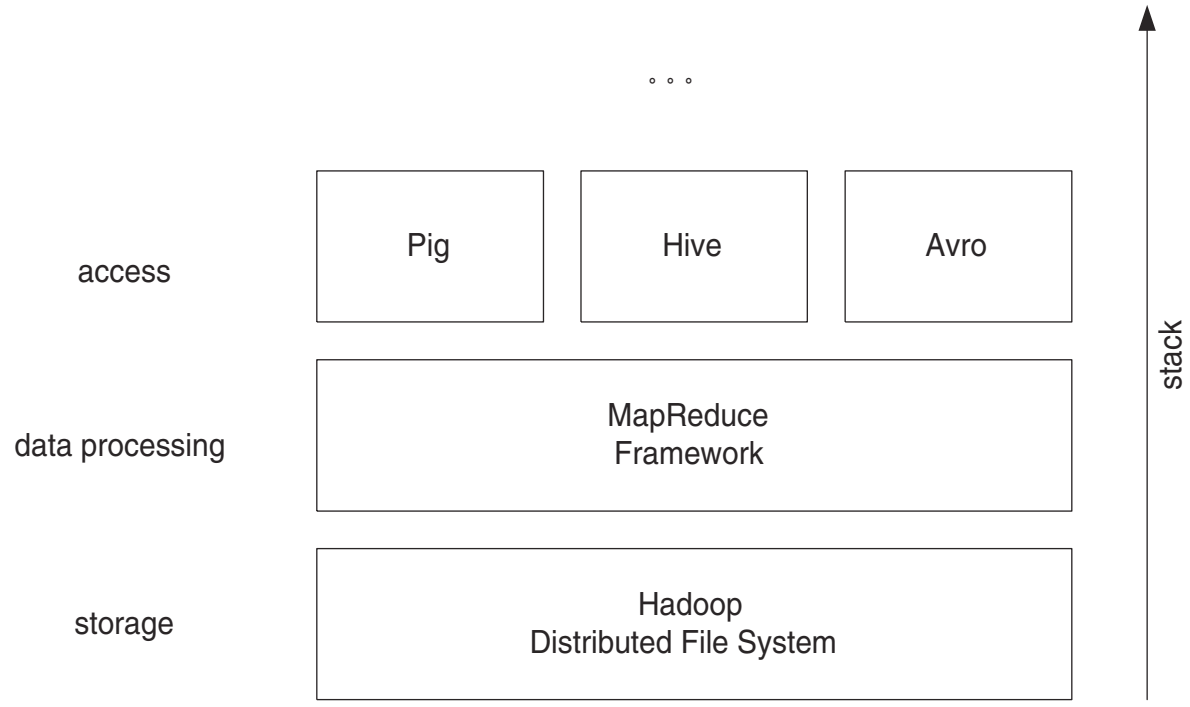 ° ° °
access
Pig
Hive
Avro
stack
data processing
MapReduce
Framework
storage
Hadoop
Distributed File System